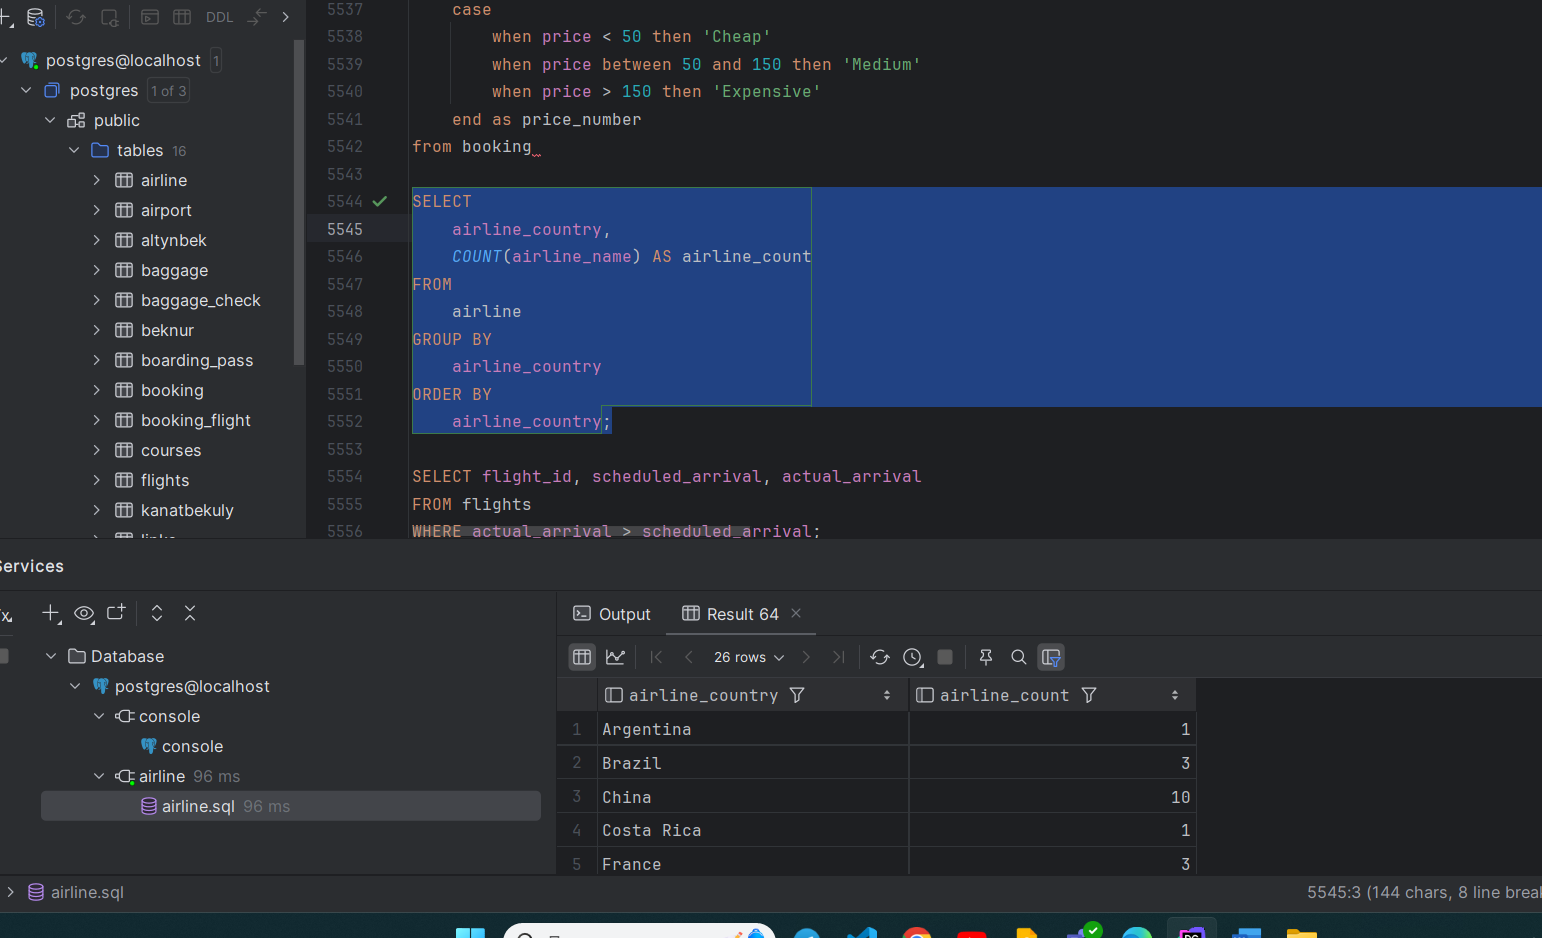 DDL
postgres@localhost 1
postgres 1 of 3
public
tables 16
airline
airport
altynbek
baggage
baggage_check
beknur
boarding_pass
booking
booking_flight
courses
flights
kanatbekuly
5537 case
5538 when price < 50 then 'Cheap'
5539 when price between 50 and 150 then 'Medium'
5540 when price > 150 then 'Expensive'
5541 end as price_number
5542 from booking
5543
5544 SELECT
5545 airline_country,
5546 COUNT(airline_name) AS airline_count
5547 FROM
5548 airline
5549 GROUP BY
5550 airline_country
5551 ORDER BY
5552 airline_country;
5553
5554 SELECT flight_id, scheduled_arrival, actual_arrival
5555 FROM flights
5556 WHERE actual_arrival > scheduled_arrival;
Services
Database
postgres@localhost
console
console
airline 96 ms
airline.sql 96 ms
Output Result 64
26 rows
airline_country airline_count
1 Argentina 1
2 Brazil 3
3 China 10
4 Costa Rica 1
5 France 3
airline.sql
5545:3 (144 chars, 8 line brea